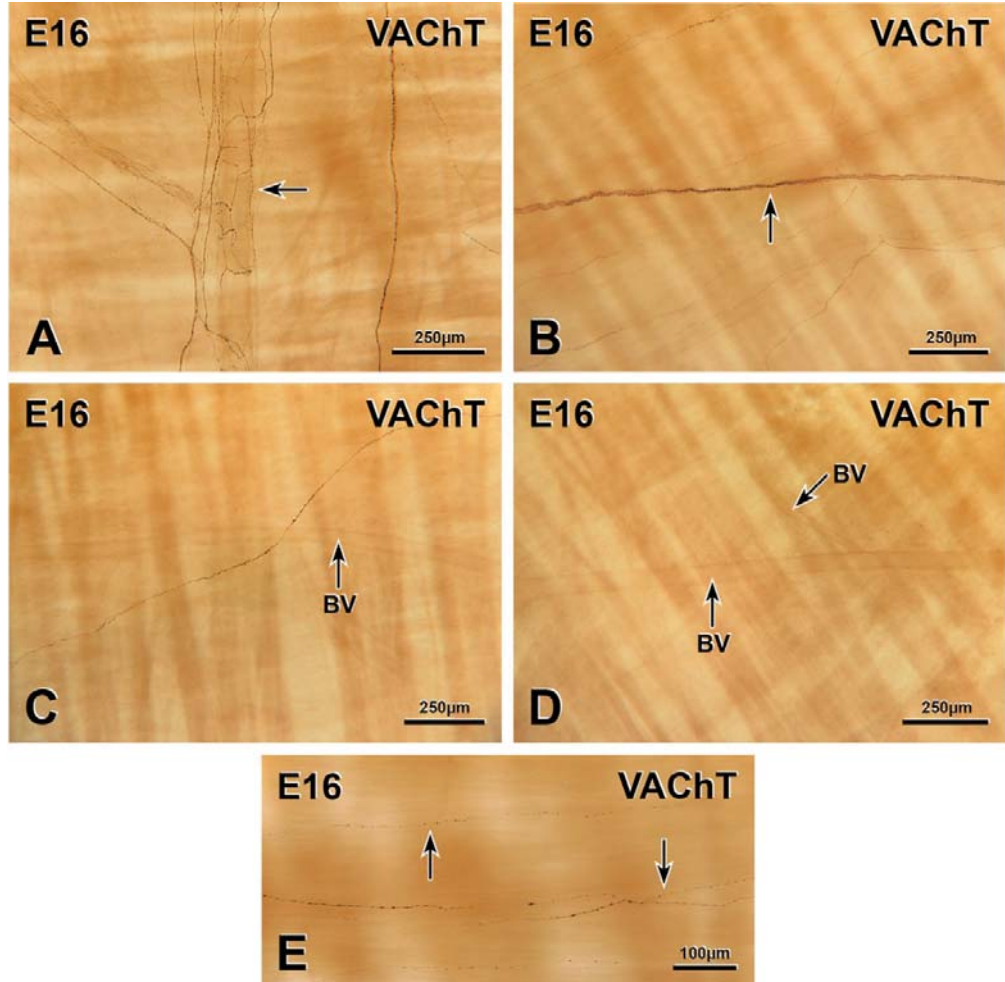 E16 VAChT
A 250µm
E16 VAChT
B 250µm
E16 VAChT
BV
C 250µm
E16 VAChT
BV
BV
D 250µm
E16 VAChT
E 100µm